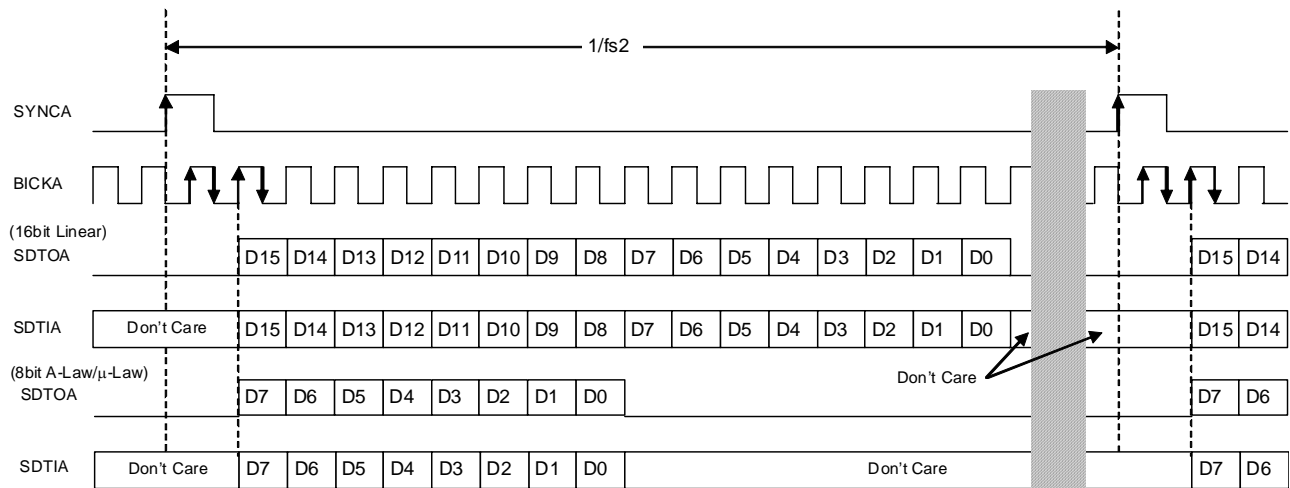 1/fs2
SYNCA
BICKA
(16bit Linear)
SDTOA
D15 D14 D13 D12 D11 D10 D9 D8 D7 D6 D5 D4 D3 D2 D1 D0 D15 D14
SDTIA
Don't Care D15 D14 D13 D12 D11 D10 D9 D8 D7 D6 D5 D4 D3 D2 D1 D0 D15 D14
Don't Care
(8bit A-Law/μ-Law)
SDTOA
D7 D6 D5 D4 D3 D2 D1 D0 D7 D6
SDTIA
Don't Care D7 D6 D5 D4 D3 D2 D1 D0 Don't Care D7 D6